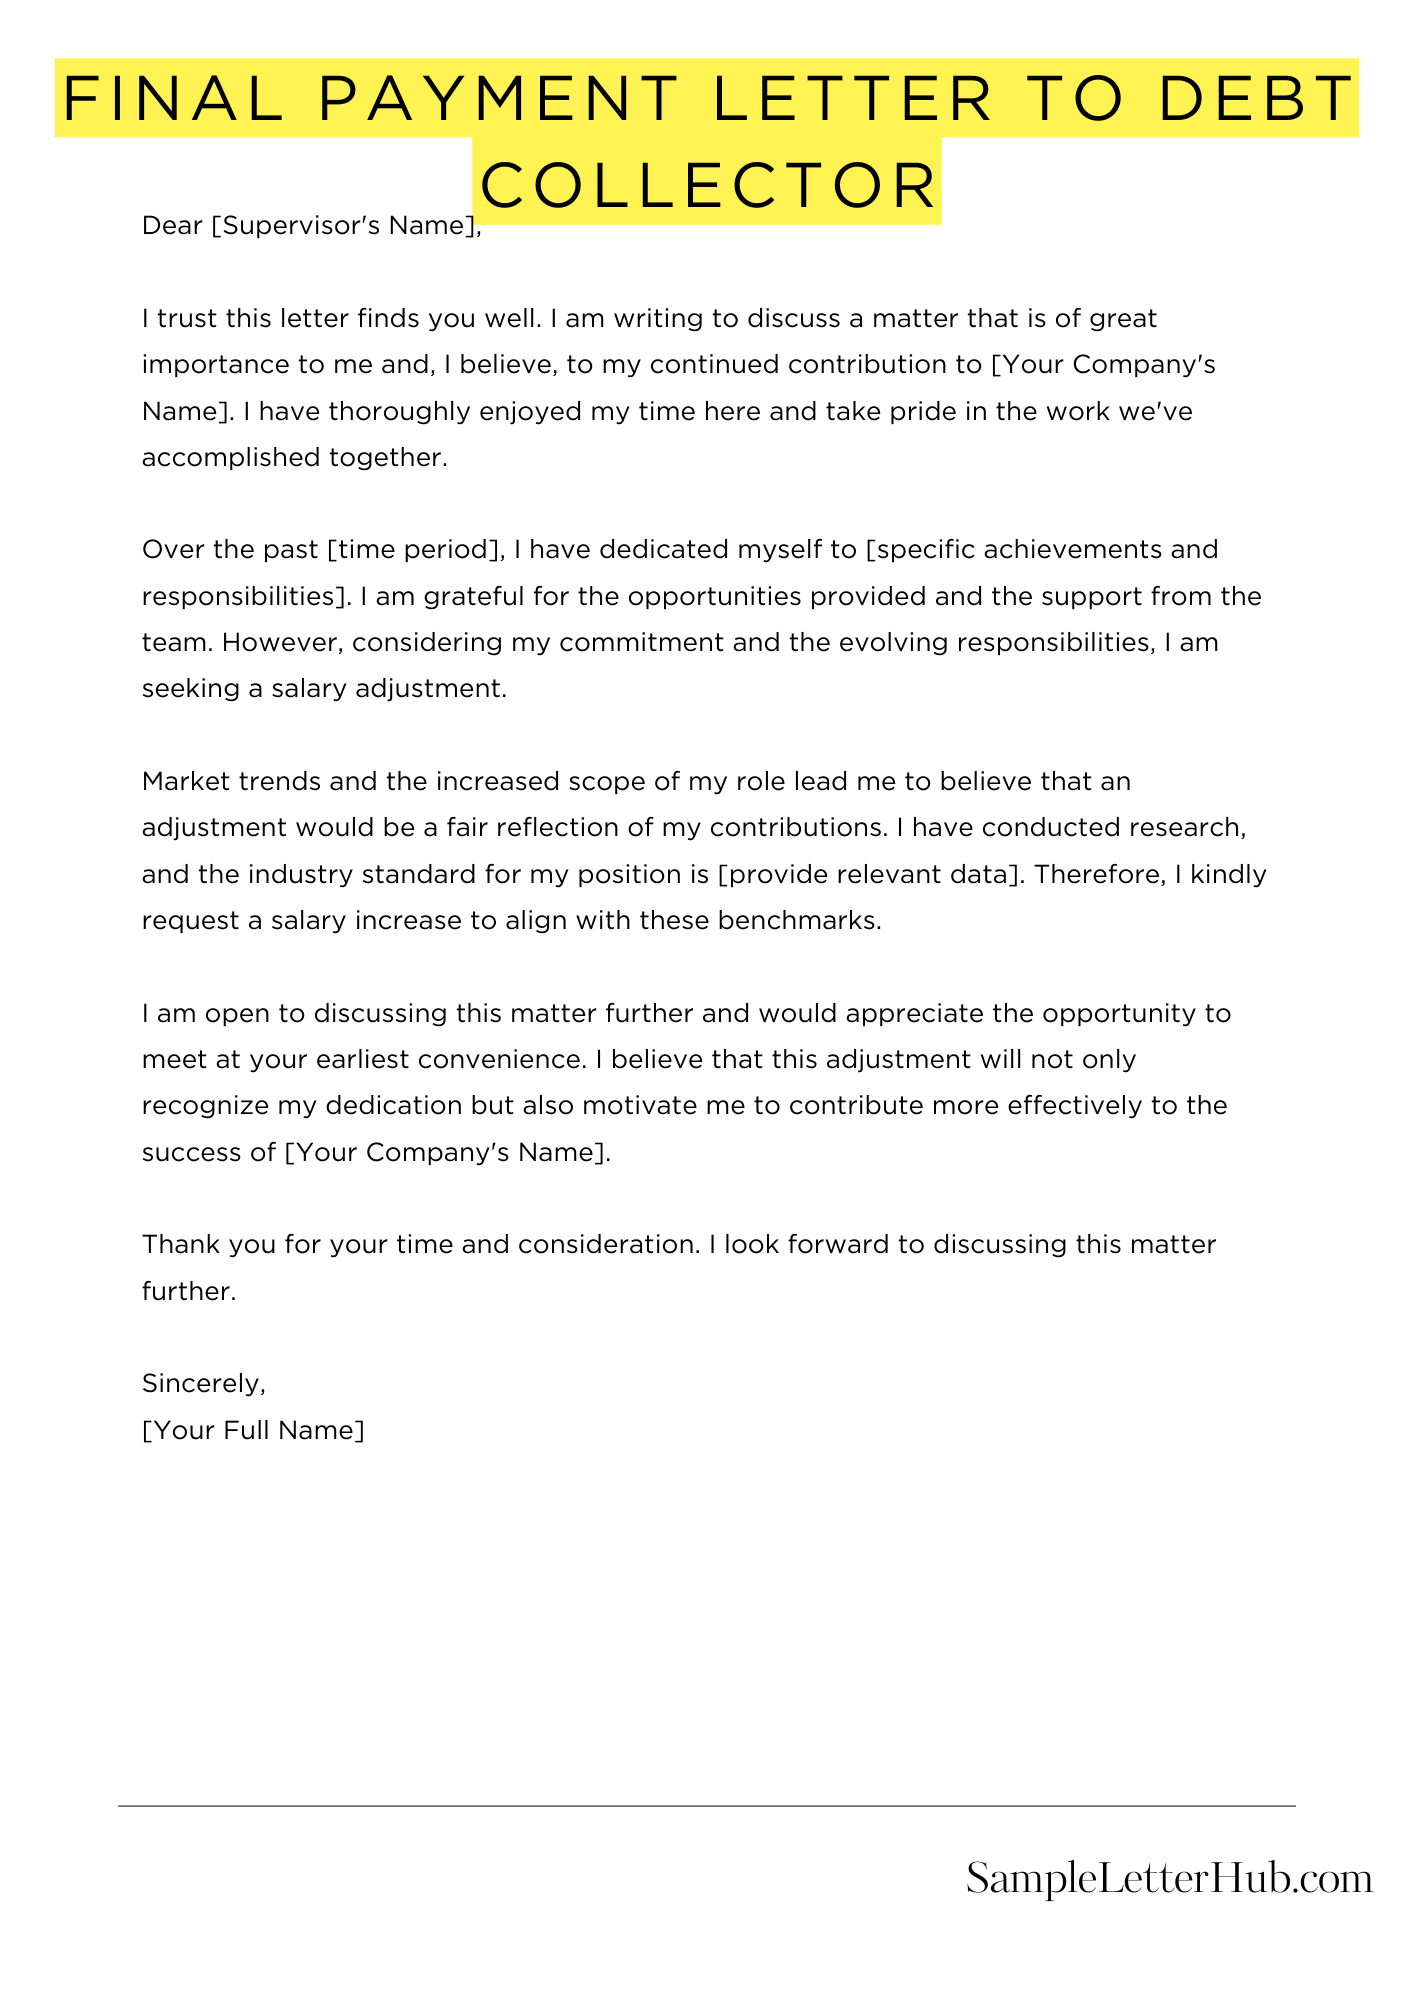 FINAL PAYMENT LETTER TO DEBT
COLLECTOR
Dear [Supervisor's Name],
I trust this letter finds you well. I am writing to discuss a matter that is of great
importance to me and, I believe, to my continued contribution to [Your Company's
Name]. I have thoroughly enjoyed my time here and take pride in the work we've
accomplished together.
Over the past [time period], I have dedicated myself to [specific achievements and
responsibilities]. I am grateful for the opportunities provided and the support from the
team. However, considering my commitment and the evolving responsibilities, I am
seeking a salary adjustment.
Market trends and the increased scope of my role lead me to believe that an
adjustment would be a fair reflection of my contributions. I have conducted research,
and the industry standard for my position is [provide relevant data]. Therefore, I kindly
request a salary increase to align with these benchmarks.
I am open to discussing this matter further and would appreciate the opportunity to
meet at your earliest convenience. I believe that this adjustment will not only
recognize my dedication but also motivate me to contribute more effectively to the
success of [Your Company's Name].
Thank you for your time and consideration. I look forward to discussing this matter
further.
Sincerely,
[Your Full Name]
SampleLetterHub.com